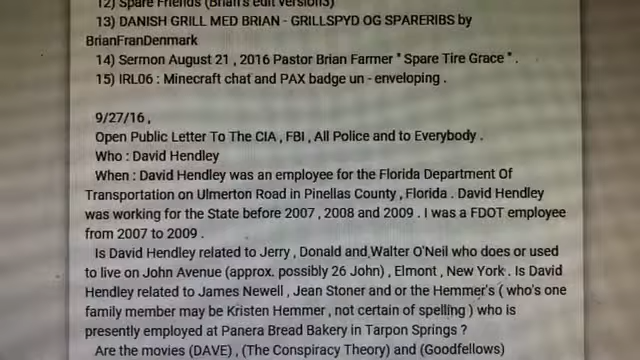 12) Spare Friends (Brian's edit version3)
13) DANISH GRILL MED BRIAN - GRILLSPYD OG SPARERIBS by
BrianFranDenmark
14) Sermon August 21 , 2016 Pastor Brian Farmer " Spare Tire Grace " .
15) IRL06 : Minecraft chat and PAX badge un - enveloping .
9/27/16 ,
Open Public Letter To The CIA , FBI , All Police and to Everybody .
Who : David Hendley
When : David Hendley was an employee for the Florida Department Of
Transportation on Ulmerton Road in Pinellas County , Florida . David Hendley
was working for the State before 2007 , 2008 and 2009 . I was a FDOT employee
from 2007 to 2009 .
Is David Hendley related to Jerry , Donald and Walter O'Neil who does or used
to live on John Avenue (approx. possibly 26 John) , Elmont , New York . Is David
Hendley related to James Newell , Jean Stoner and or the Hemmer's ( who's one
family member may be Kristen Hemmer , not certain of spelling ) who is
presently employed at Panera Bread Bakery in Tarpon Springs ?
Are the movies (DAVE) , (The Conspiracy Theory) and (Goodfellows)